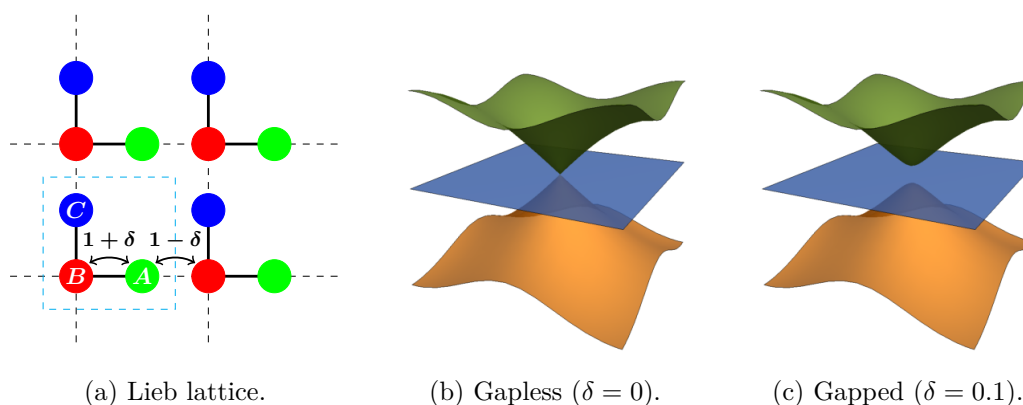 C
1 + δ 1 − δ
B A
(a) Lieb lattice.
(b) Gapless (δ = 0).
(c) Gapped (δ = 0.1).